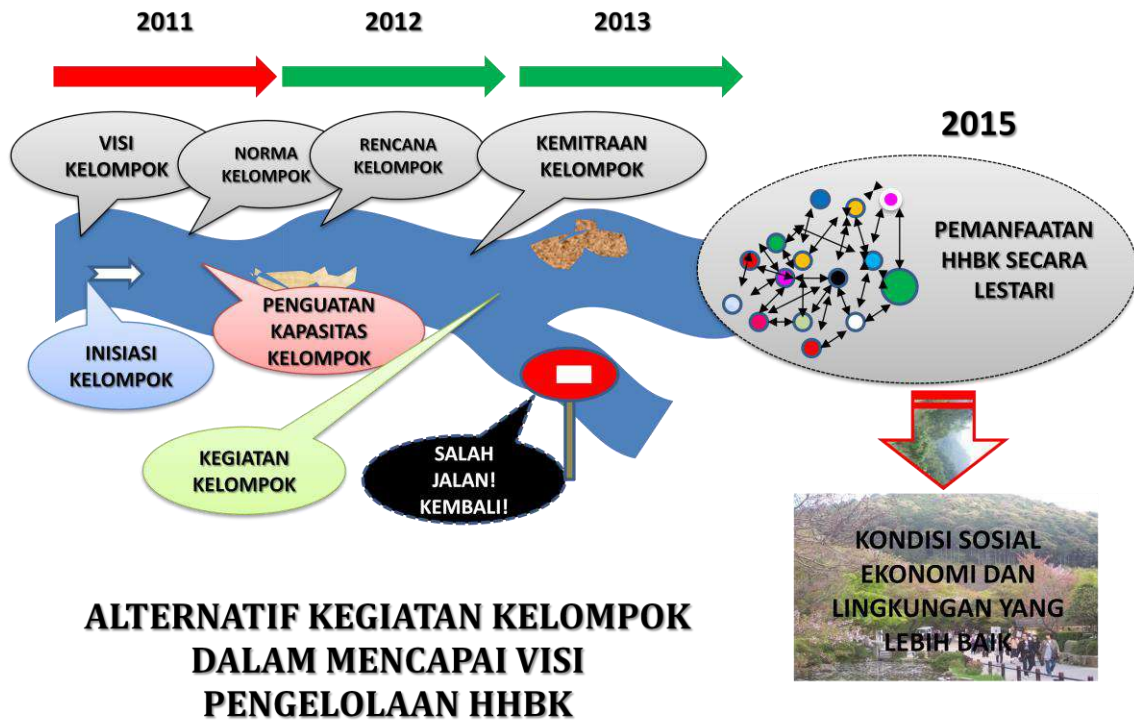 2011
2012
2013
VISI
KELOMPOK
NORMA
KELOMPOK
RENCANA
KELOMPOK
KEMITRAAN
KELOMPOK
2015
PEMANFAATAN
HHBK SECARA
LESTARI
INISIASI
KELOMPOK
PENGUATAN
KAPASITAS
KELOMPOK
KEGIATAN
KELOMPOK
SALAH
JALAN!
KEMBALI!
KONDISI SOSIAL
EKONOMI DAN
LINGKUNGAN YANG
LEBIH BAIK
ALTERNATIF KEGIATAN KELOMPOK
DALAM MENCAPAI VISI
PENGELOLAAN HHBK